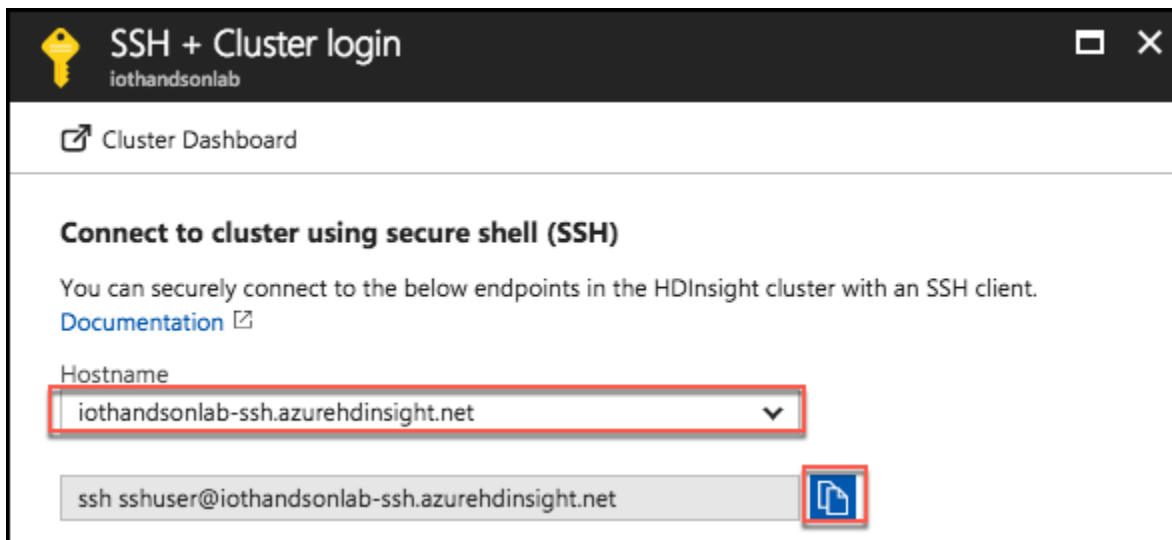 SSH + Cluster login
iothandsonlab
Cluster Dashboard
Connect to cluster using secure shell (SSH)
You can securely connect to the below endpoints in the HDInsight cluster with an SSH client.
Documentation
Hostname
iothandsonlab-ssh.azurehdinsight.net
ssh sshuser@iothandsonlab-ssh.azurehdinsight.net